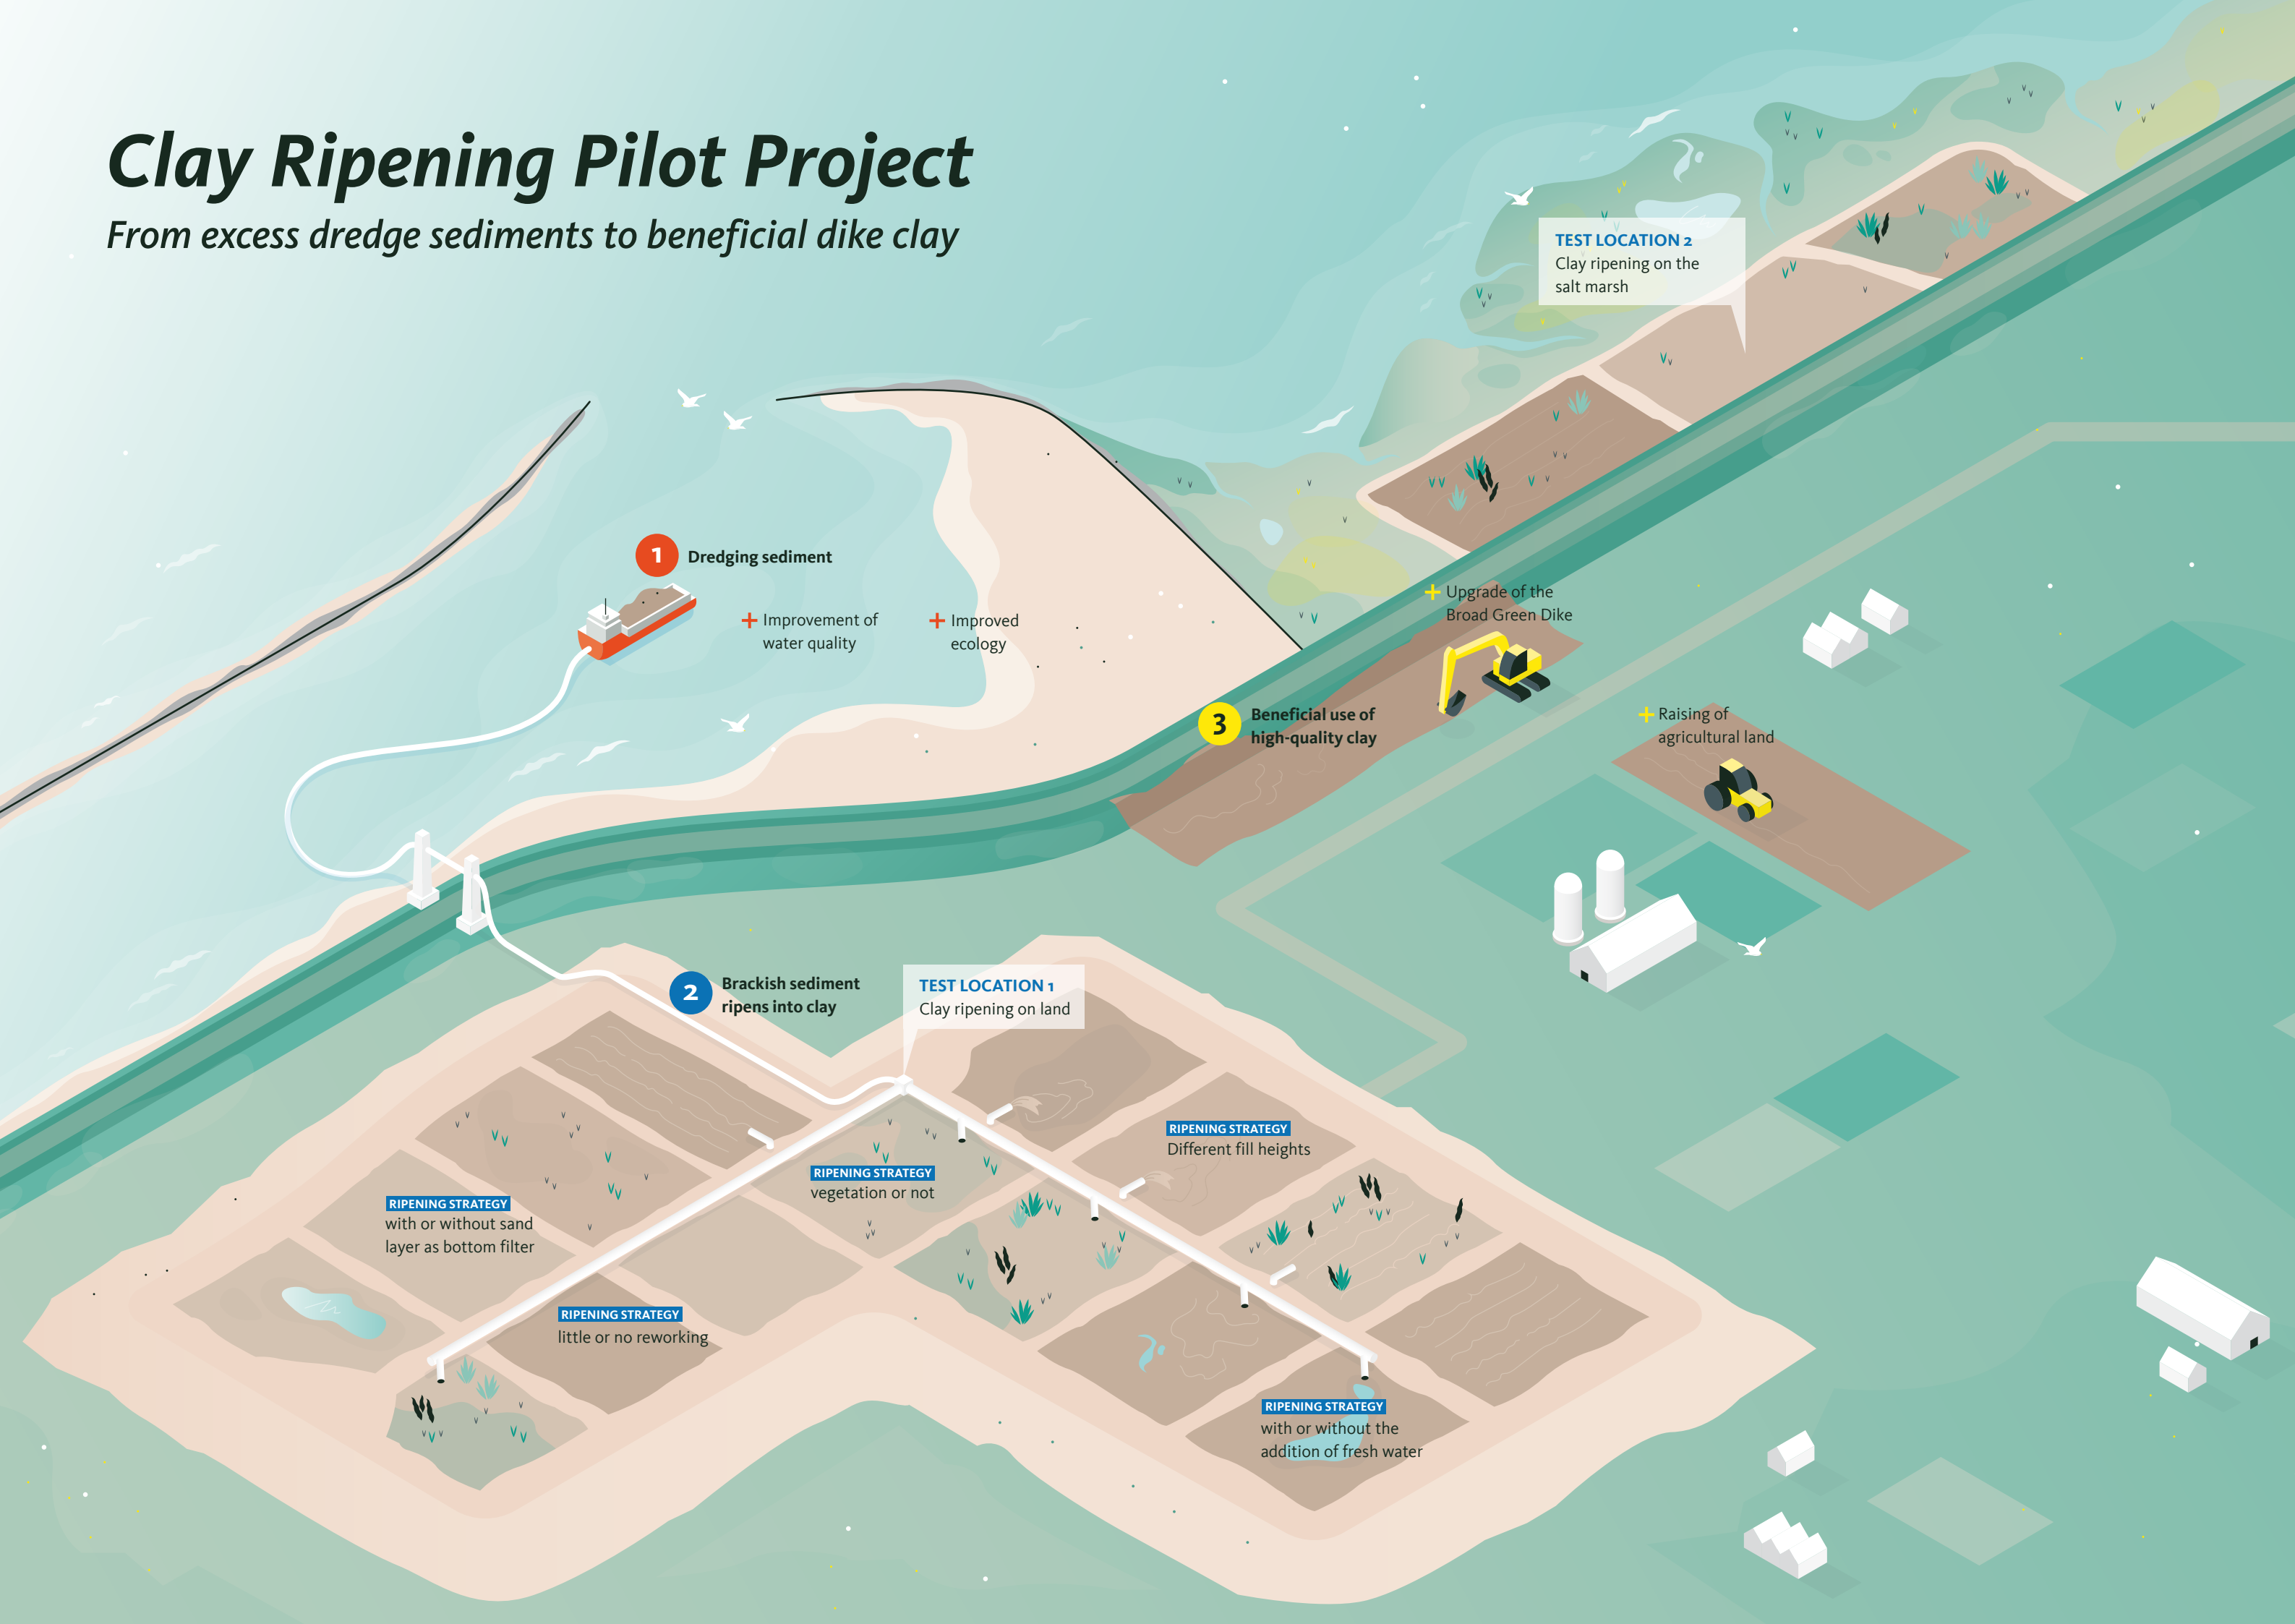 Clay Ripening Pilot Project
From excess dredge sediments to beneficial dike clay
TEST LOCATION 2
Clay ripening on the
salt marsh
1
Dredging sediment
+ Improvement of
water quality
+ Improved
ecology
+ Upgrade of the
Broad Green Dike
3
Beneficial use of
high-quality clay
+ Raising of
agricultural land
2
Brackish sediment
ripens into clay
TEST LOCATION 1
Clay ripening on land
RIPENING STRATEGY
Different fill heights
RIPENING STRATEGY
vegetation or not
RIPENING STRATEGY
with or without sand
layer as bottom filter
RIPENING STRATEGY
little or no reworking
RIPENING STRATEGY
with or without the
addition of fresh water